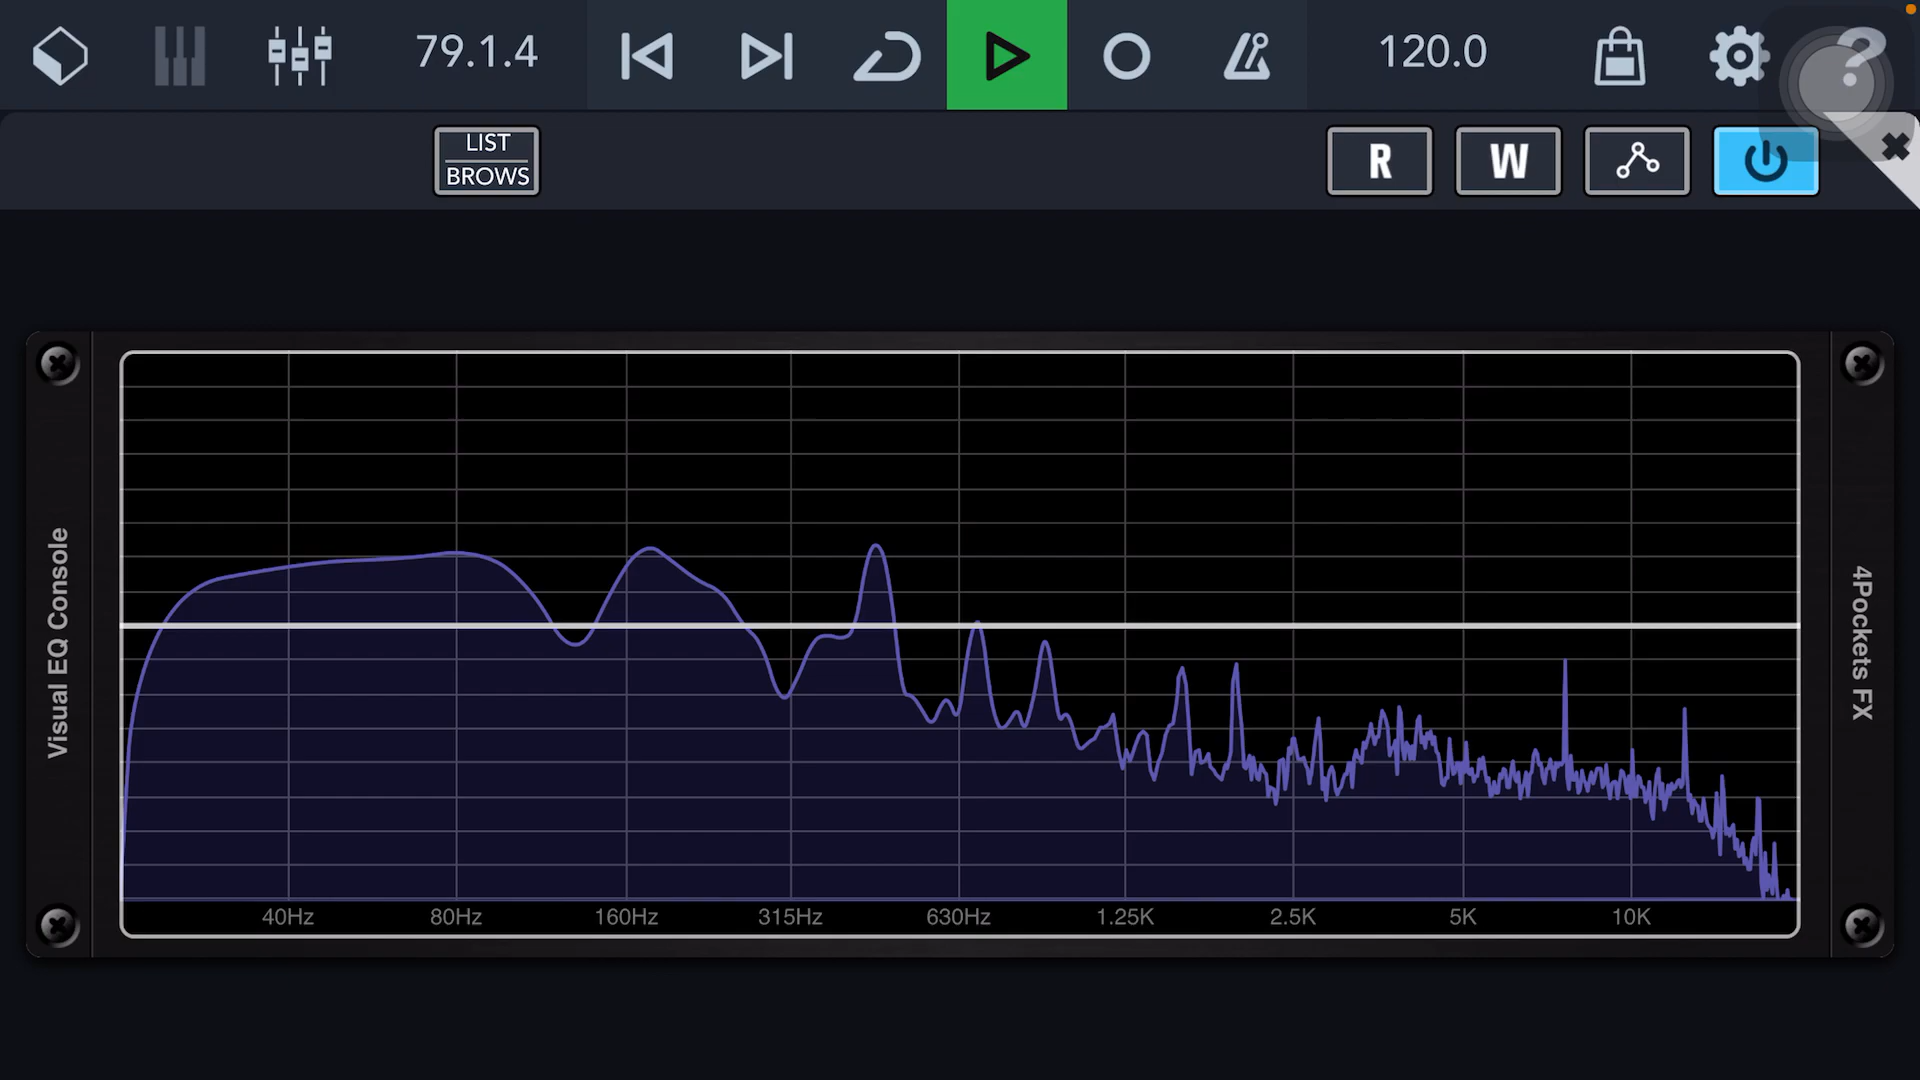 79.1.4
120.0
?
LIST
BROWS
R
W
Visual EQ Console
4Pockets FX
40Hz
80Hz
160Hz
315Hz
630Hz
1.25K
2.5K
5K
10K